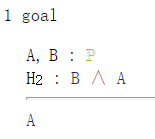 1 goal
A, B : ℙ
H2 : B ∧ A
A